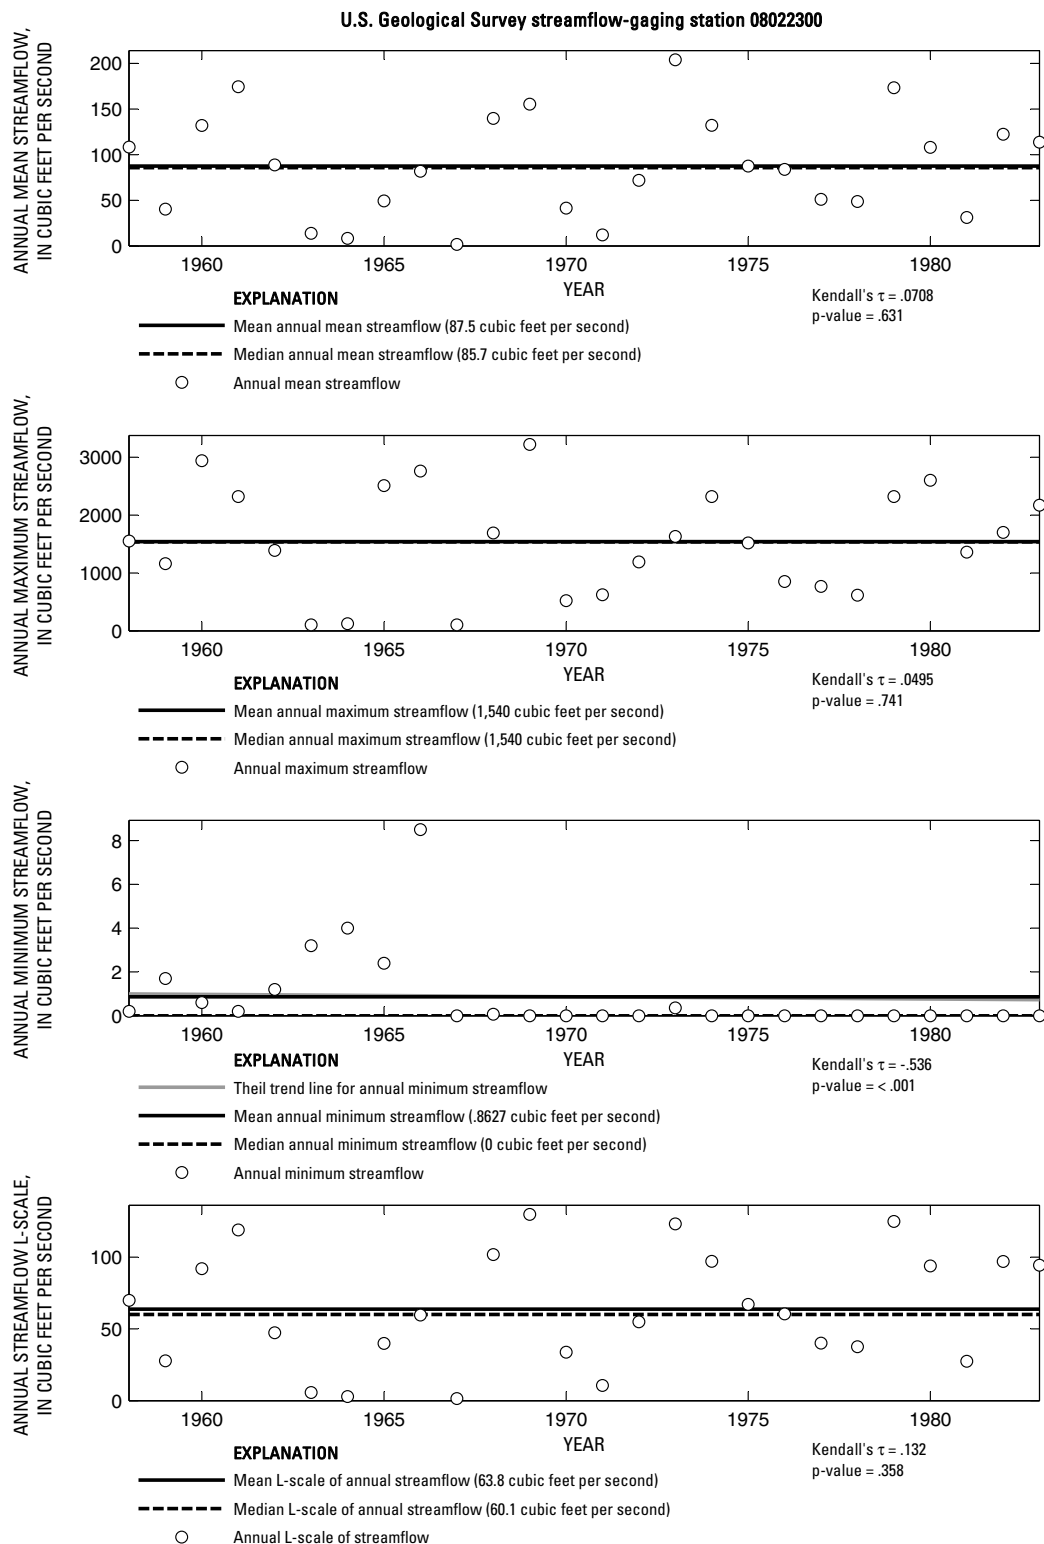 U.S. Geological Survey streamflow-gaging station 08022300
ANNUAL MEAN STREAMFLOW,
IN CUBIC FEET PER SECOND
200
150
100
50
0
1960 1965 1970 1975 1980
YEAR
Kendall's τ = .0708
p-value = .631
EXPLANATION
Mean annual mean streamflow (87.5 cubic feet per second)
Median annual mean streamflow (85.7 cubic feet per second)
Annual mean streamflow
ANNUAL MAXIMUM STREAMFLOW,
IN CUBIC FEET PER SECOND
3000
2000
1000
0
1960 1965 1970 1975 1980
YEAR
Kendall's τ = .0495
p-value = .741
EXPLANATION
Mean annual maximum streamflow (1,540 cubic feet per second)
Median annual maximum streamflow (1,540 cubic feet per second)
Annual maximum streamflow
ANNUAL MINIMUM STREAMFLOW,
IN CUBIC FEET PER SECOND
8
6
4
2
0
1960 1965 1970 1975 1980
YEAR
Kendall's τ = -.536
p-value = < .001
EXPLANATION
Theil trend line for annual minimum streamflow
Mean annual minimum streamflow (.8627 cubic feet per second)
Median annual minimum streamflow (0 cubic feet per second)
Annual minimum streamflow
ANNUAL STREAMFLOW L-SCALE,
IN CUBIC FEET PER SECOND
100
50
0
1960 1965 1970 1975 1980
YEAR
Kendall's τ = .132
p-value = .358
EXPLANATION
Mean L-scale of annual streamflow (63.8 cubic feet per second)
Median L-scale of annual streamflow (60.1 cubic feet per second)
Annual L-scale of streamflow